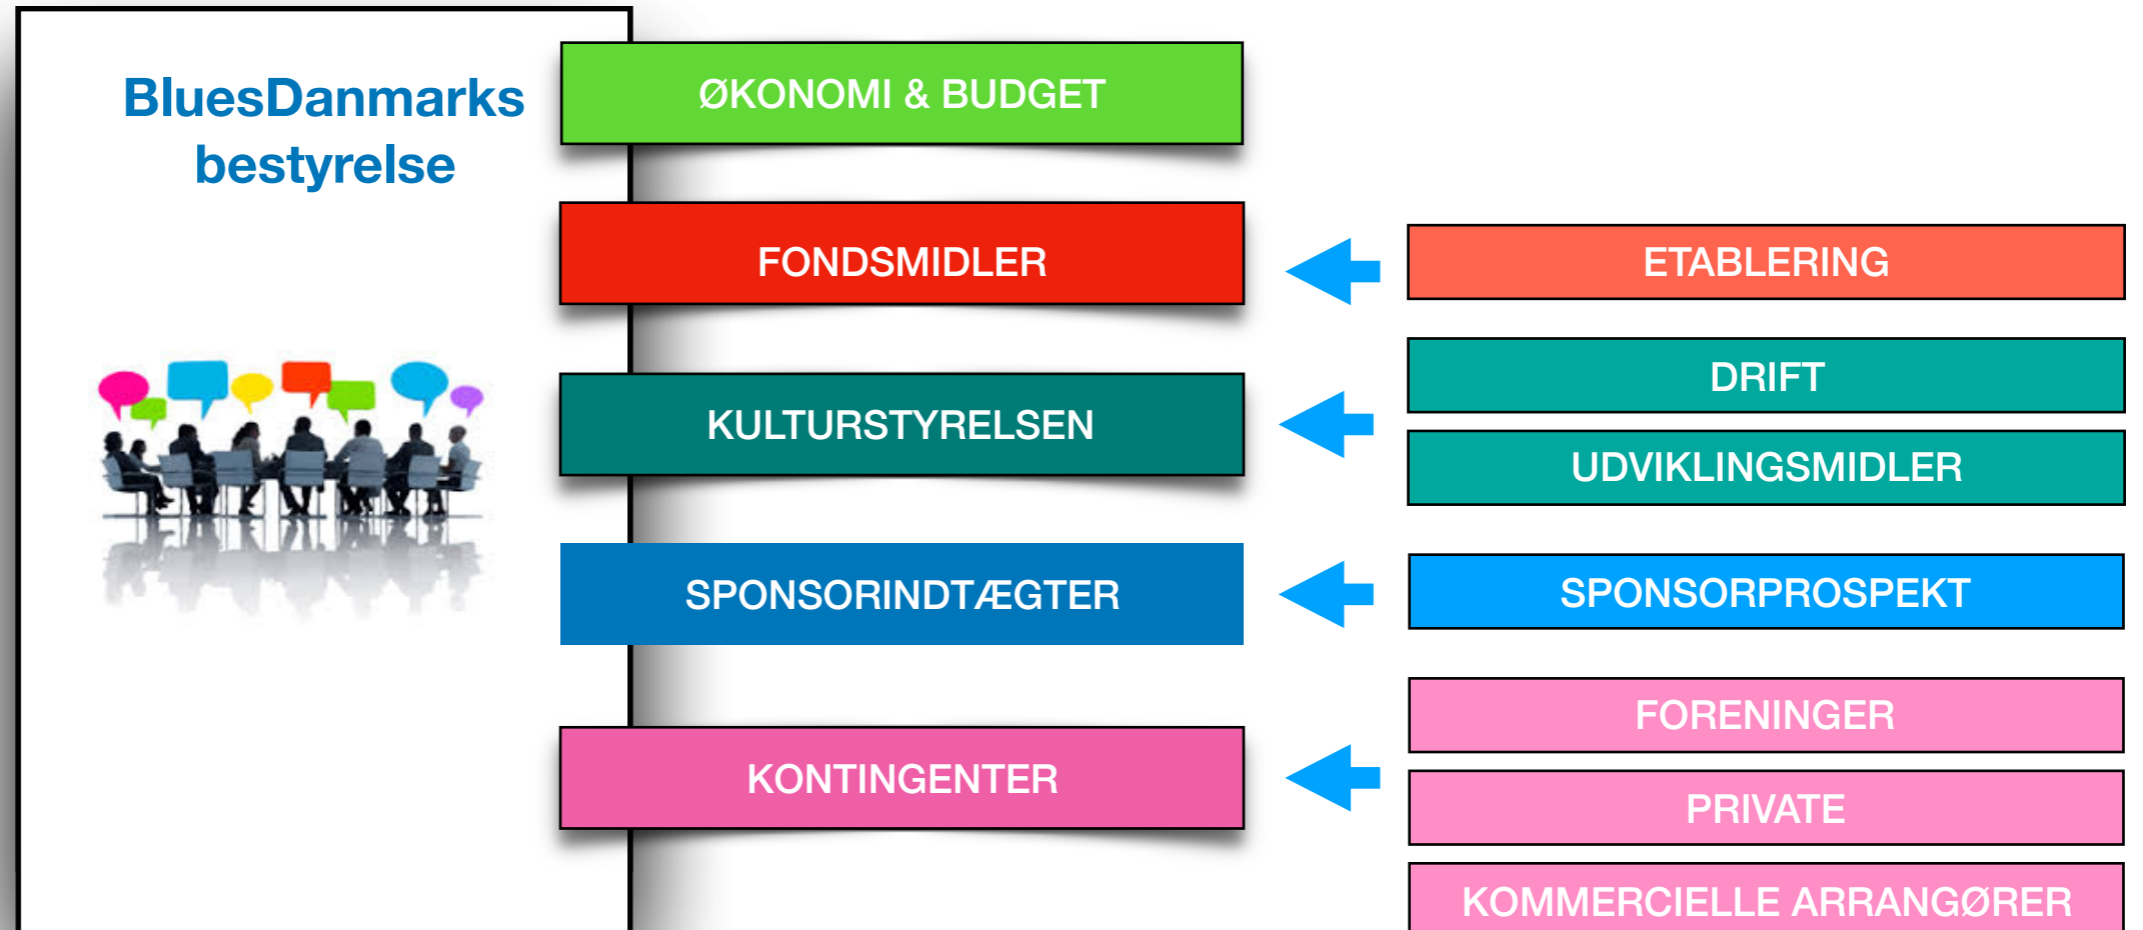 BluesDanmarks
bestyrelse
ØKONOMI & BUDGET
FONDSMIDLER
ETABLERING
KULTURSTYRELSEN
DRIFT
UDVIKLINGSMIDLER
SPONSORINDTÆGTER
SPONSORPROSPEKT
KONTINGENTER
FORENINGER
PRIVATE
KOMMERCIELLE ARRANGØRER